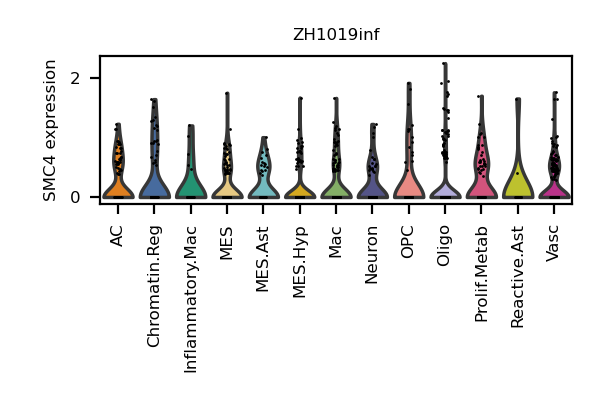 ZH1019inf
SMC4 expression
2
0
AC
Chromatin.Reg
Inflammatory.Mac
MES
MES.Ast
MES.Hyp
Mac
Neuron
OPC
Oligo
Prolif.Metab
Reactive.Ast
Vasc